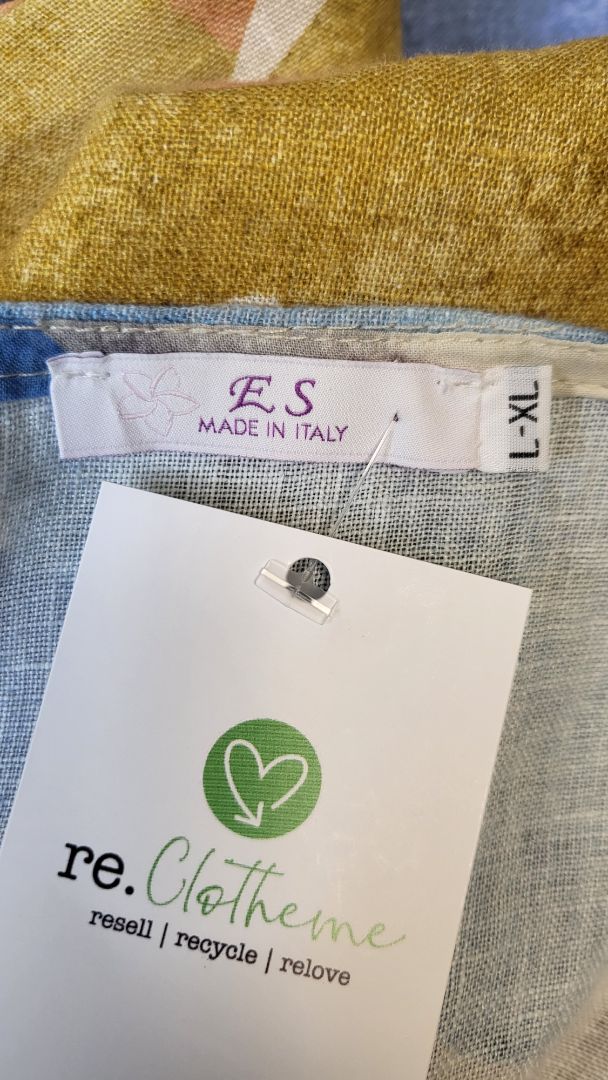 ES
MADE IN ITALY
L-XL
re.Clotheme
resell | recycle | relove